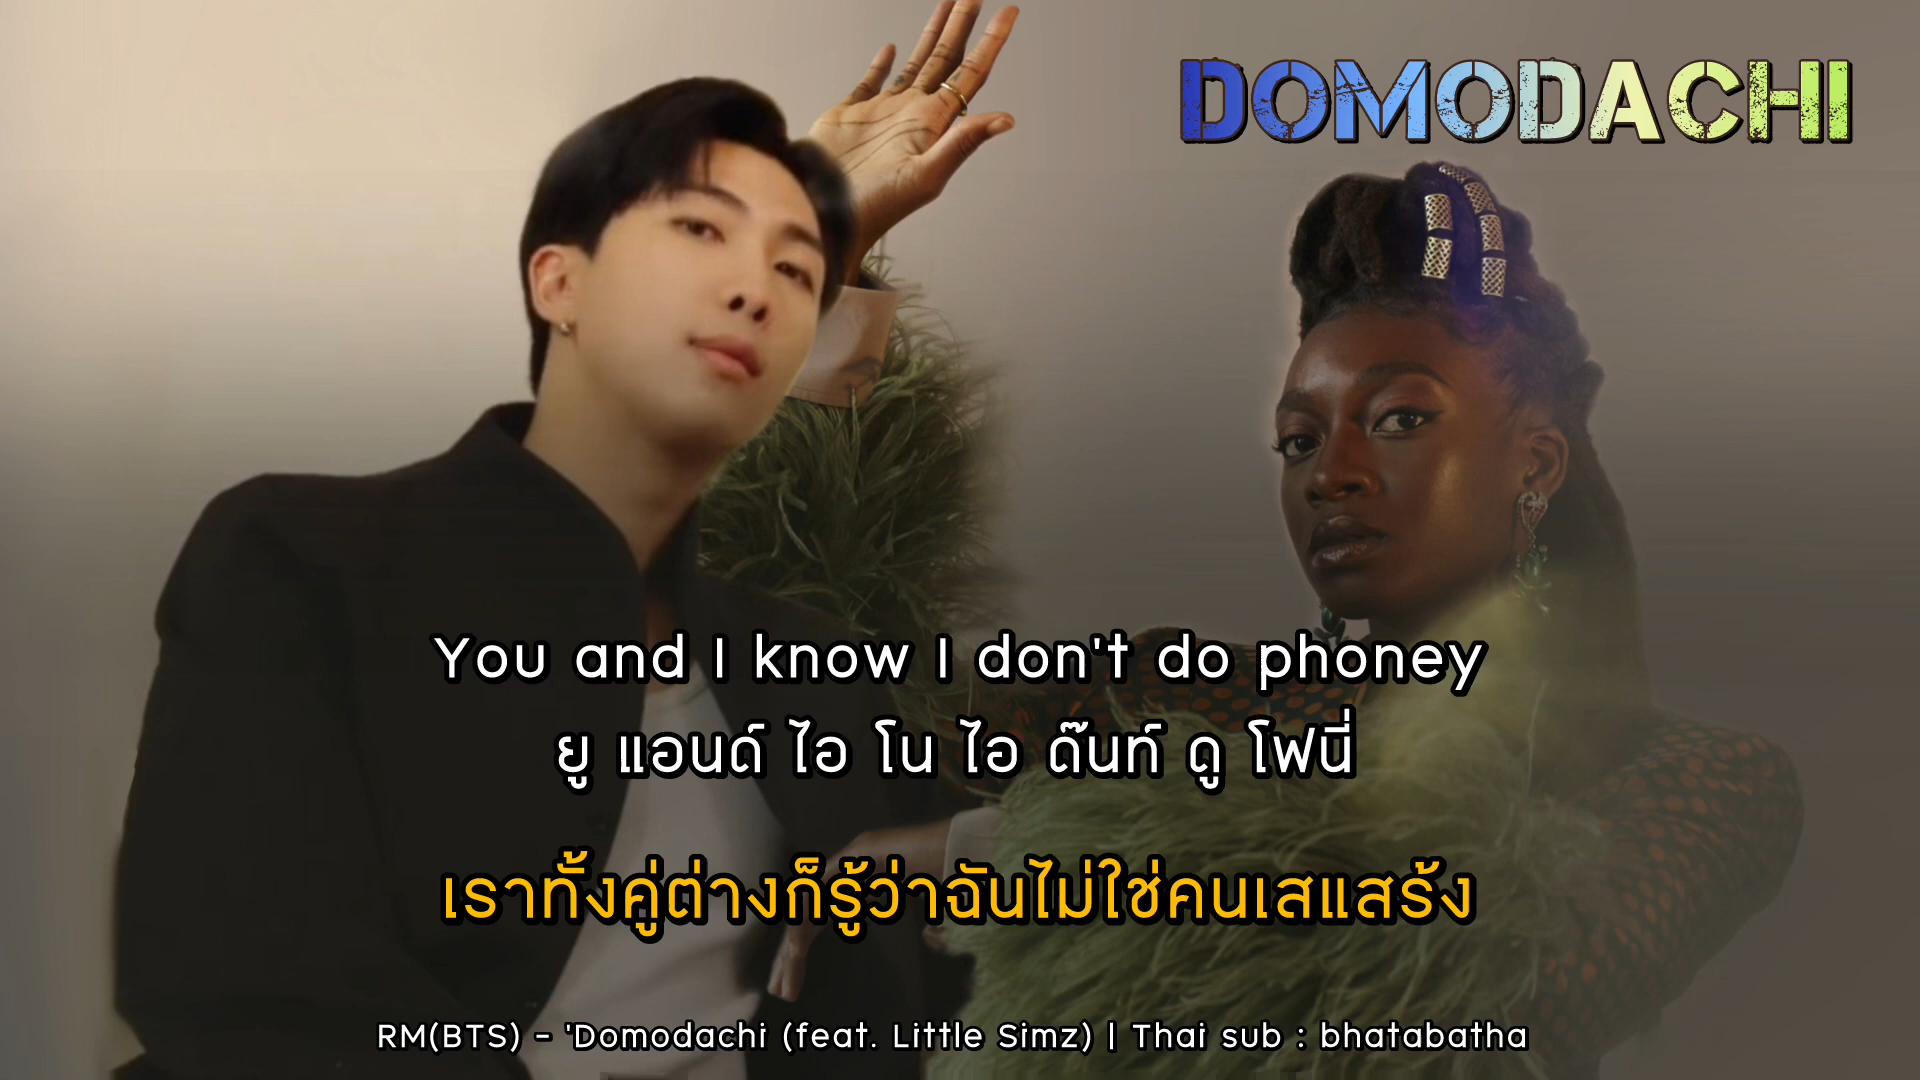 DOMODACHI
You and I know I don't do phoney
ยู แอนด์ ไอ โน ไอ ด๊นท์ ดู โฟนี่
เราทั้งคู่ต่างก็รู้ว่าฉันไม่ใช่คนเสแสร้ง
RM(BTS) - 'Domodachi (feat. Little Simz) | Thai sub : bhatabatha